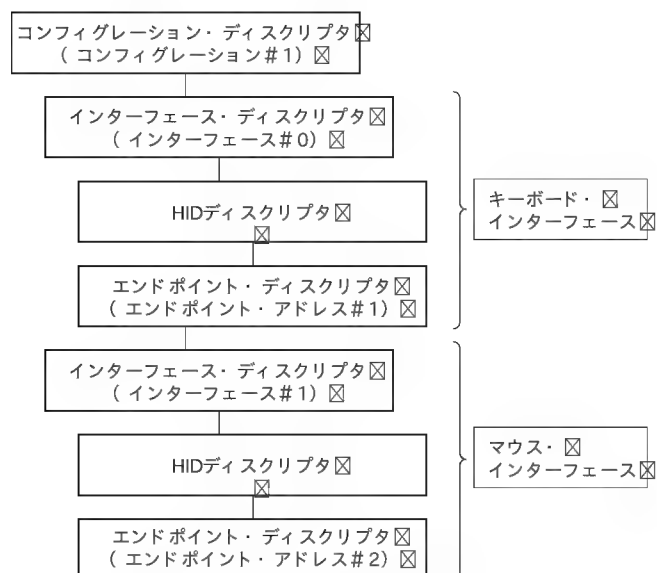 コンフィグレーション・ディスクリプタ
(コンフィグレーション#1)
インターフェース・ディスクリプタ
(インターフェース#0)
HIDディスクリプタ
エンドポイント・ディスクリプタ
(エンドポイント・アドレス#1)
キーボード・
インターフェース
インターフェース・ディスクリプタ
(インターフェース#1)
HIDディスクリプタ
エンドポイント・ディスクリプタ
(エンドポイント・アドレス#2)
マウス・
インターフェース